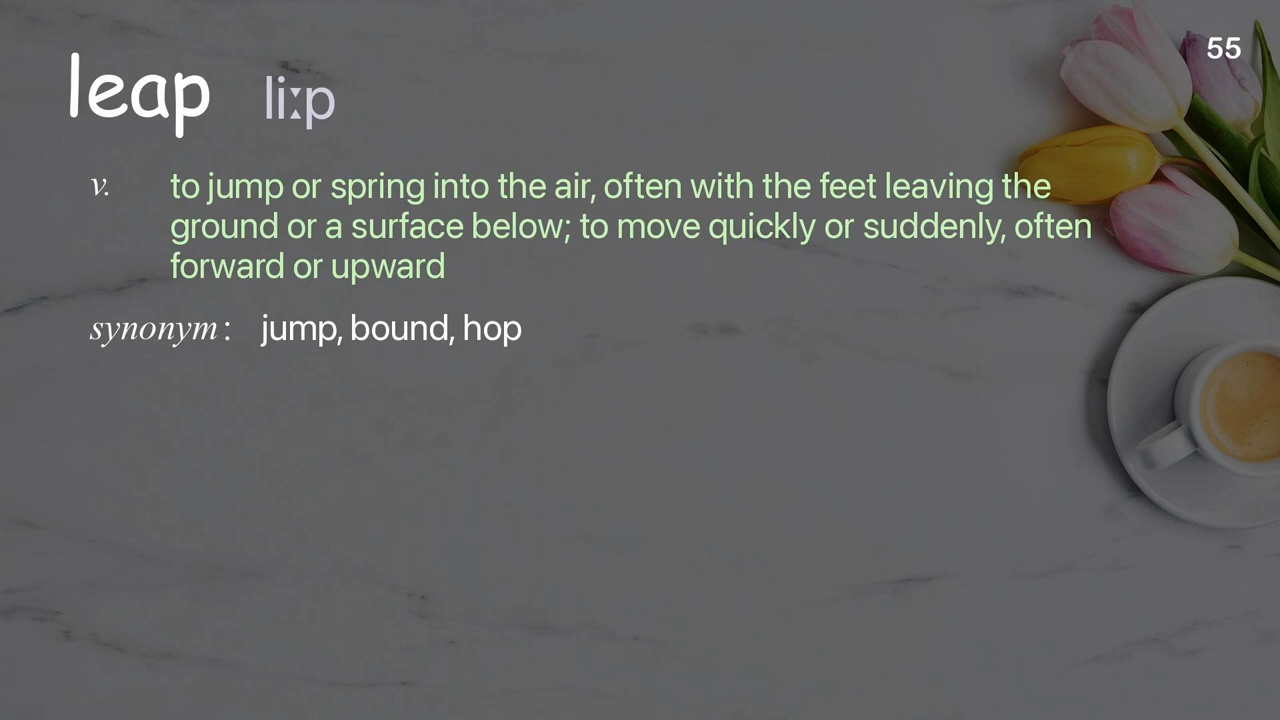 55
leap liːp
v. to jump or spring into the air, often with the feet leaving the
ground or a surface below; to move quickly or suddenly, often
forward or upward
synonym : jump, bound, hop